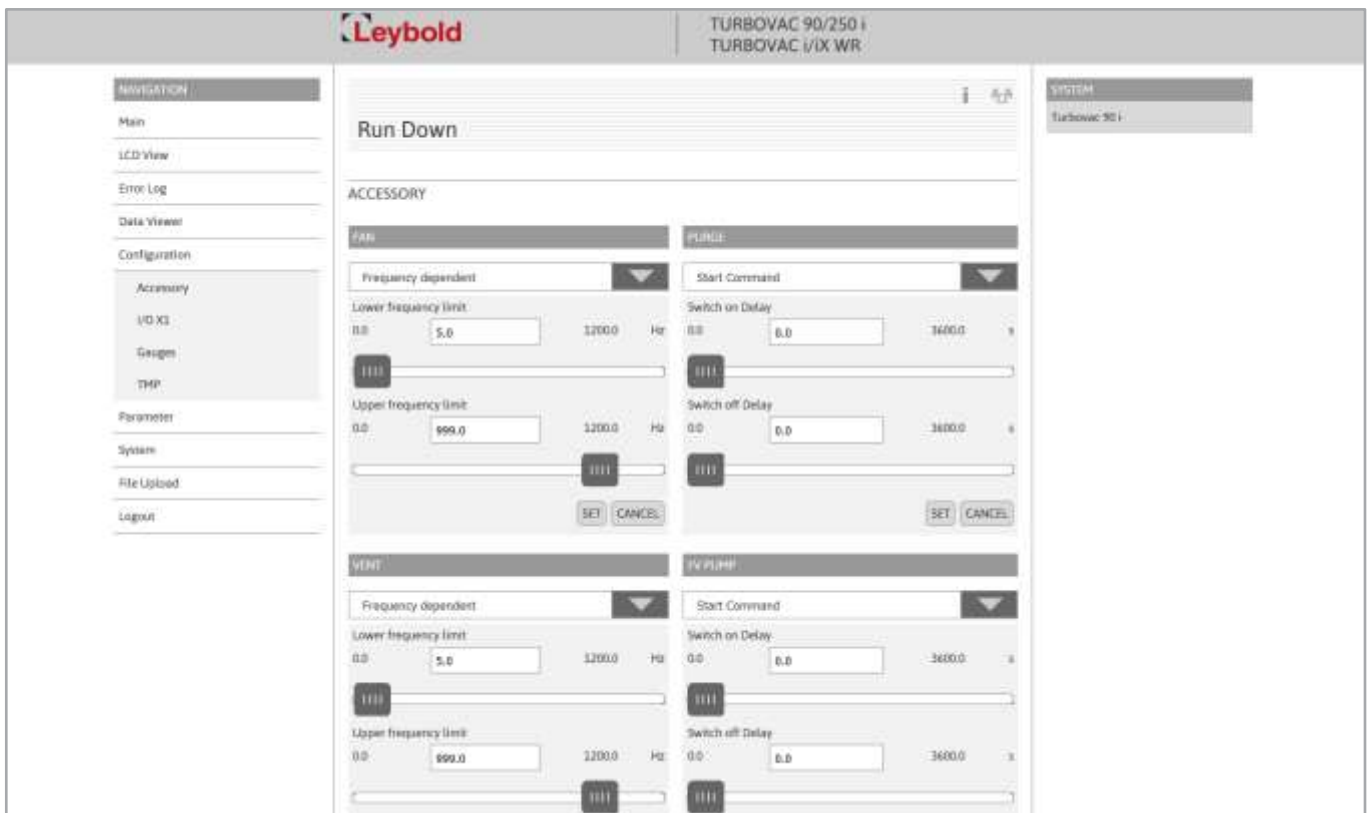 Leybold
TURBOVAC 90/250 i
TURBOVAC i/iX WR
NAVIGATION
Main
LCD View
Error Log
Data Viewer
Configuration
Accessory
I/O X1
Gauges
TMP
Parameter
System
File Upload
Logout
i
Run Down
ACCESSORY
FAN
Frequency dependent
Lower frequency limit
0.0 5.0 1200.0 Hz
Upper frequency limit
0.0 999.0 1200.0 Hz
SET CANCEL
PURGE
Start Command
Switch on Delay
0.0 0.0 3600.0 s
Switch off Delay
0.0 0.0 3600.0 s
SET CANCEL
VENT
Frequency dependent
Lower frequency limit
0.0 5.0 1200.0 Hz
Upper frequency limit
0.0 999.0 1200.0 Hz
FV PUMP
Start Command
Switch on Delay
0.0 0.0 3600.0 s
Switch off Delay
0.0 0.0 3600.0 s
SYSTEM
Turbovac 90 i